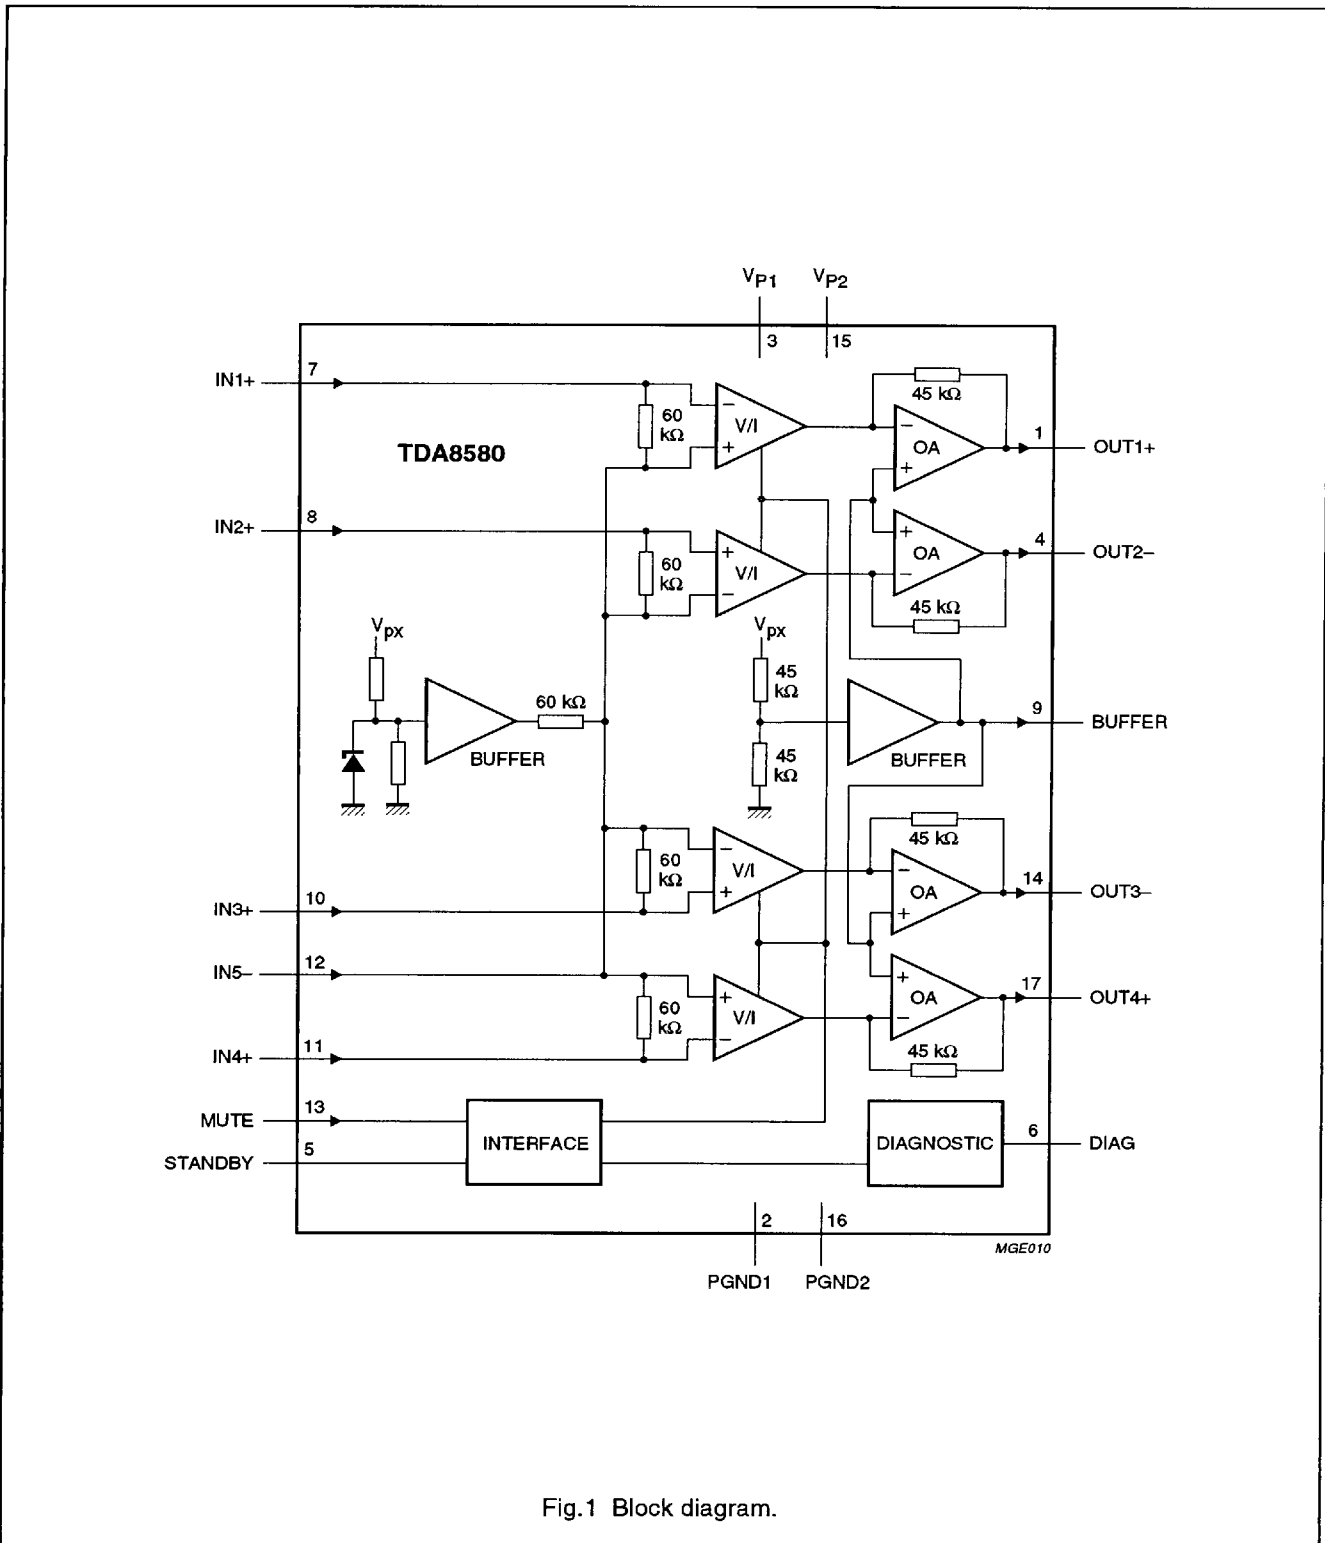 VP1 VP2
3 15
IN1+ 7
45 kΩ
60 kΩ
V/I
− +
− +
OA
1 OUT1+
TDA8580
IN2+ 8
60 kΩ
+ −
V/I
+ −
OA
4 OUT2−
45 kΩ
Vpx
Vpx
45 kΩ
60 kΩ
BUFFER
9 BUFFER
45 kΩ
BUFFER
45 kΩ
60 kΩ
− +
V/I
− +
OA
14 OUT3−
IN3+ 10
IN5− 12
60 kΩ
+ −
V/I
+ −
OA
17 OUT4+
IN4+ 11
45 kΩ
MUTE 13
INTERFACE
DIAGNOSTIC
6 DIAG
STANDBY 5
2 16
MGE010
PGND1 PGND2
Fig.1 Block diagram.